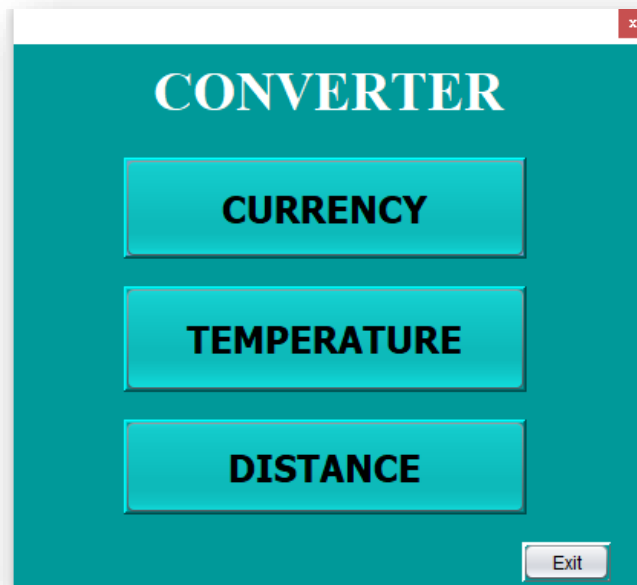 x
CONVERTER
CURRENCY
TEMPERATURE
DISTANCE
Exit